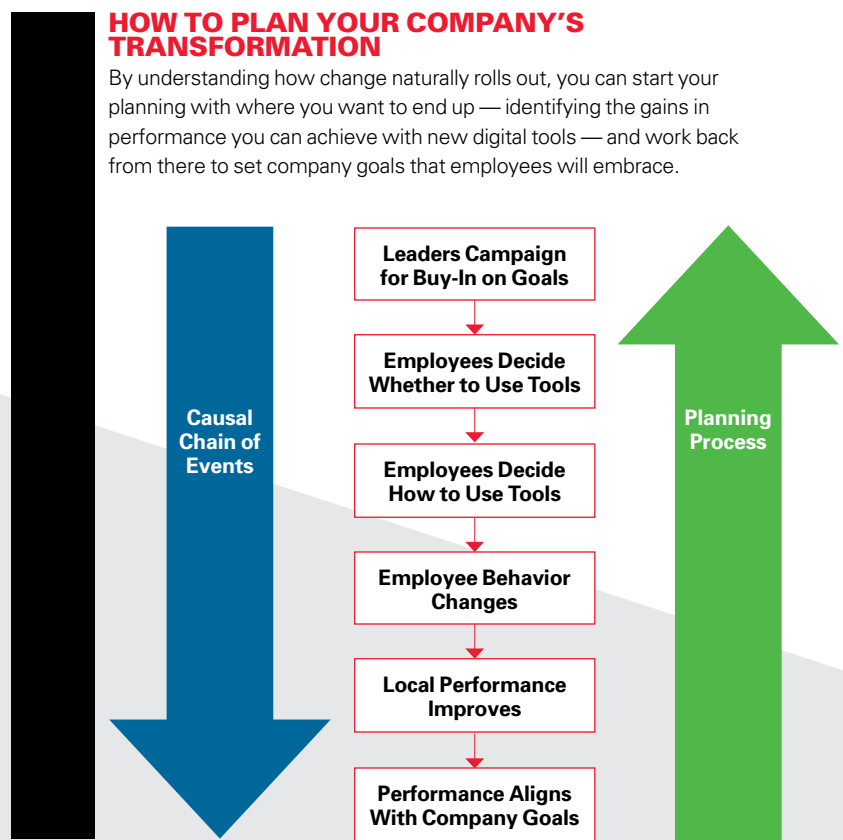 HOW TO PLAN YOUR COMPANY'S
TRANSFORMATION
By understanding how change naturally rolls out, you can start your
planning with where you want to end up — identifying the gains in
performance you can achieve with new digital tools — and work back
from there to set company goals that employees will embrace.
Leaders Campaign
for Buy-In on Goals
Employees Decide
Whether to Use Tools
Causal
Chain of
Events
Planning
Process
Employees Decide
How to Use Tools
Employee Behavior
Changes
Local Performance
Improves
Performance Aligns
With Company Goals